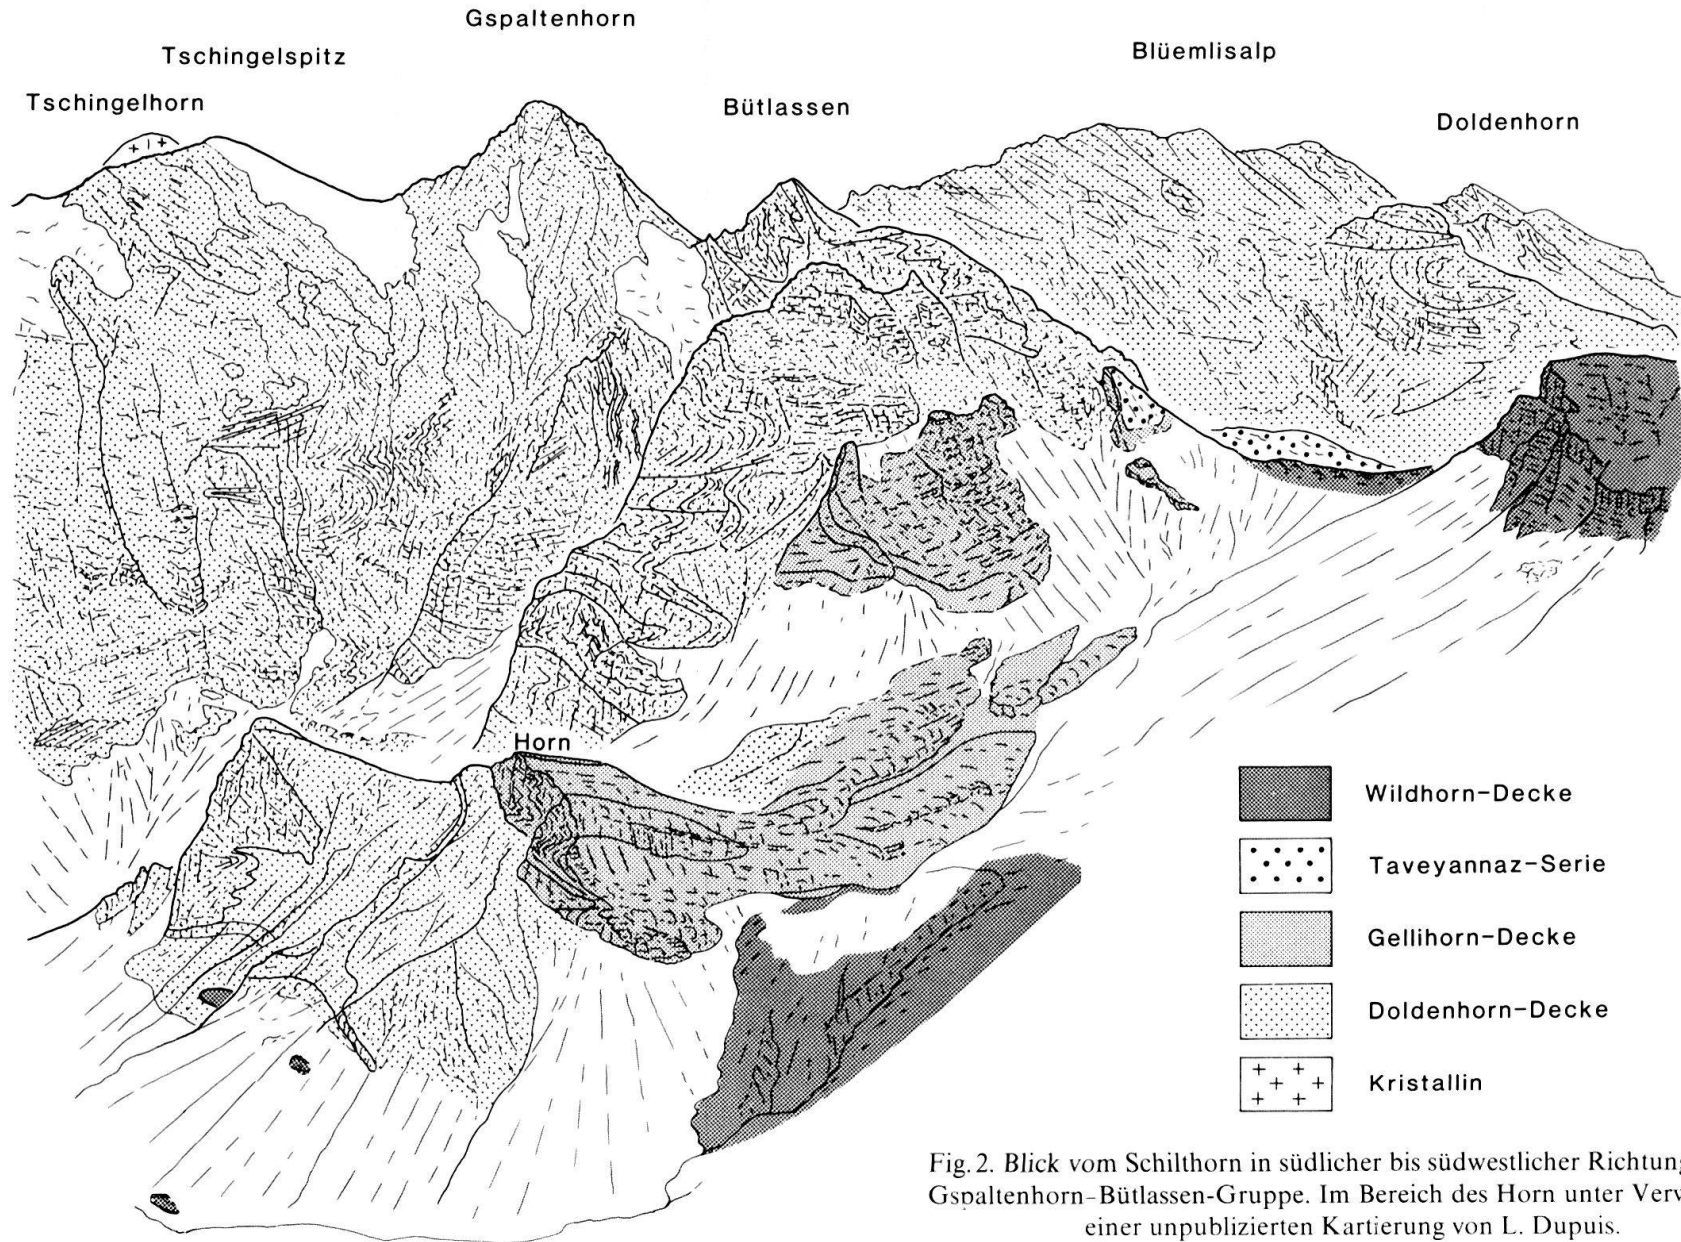 Gspaltenhorn
Tschingelspitz
Blüemlisalp
Tschingelhorn
Bütlassen
Doldenhorn
Horn
Wildhorn-Decke
Taveyannaz-Serie
Gellihorn-Decke
Doldenhorn-Decke
Kristallin
Fig. 2. Blick vom Schilthorn in südlicher bis südwestlicher Richtung
Gspaltenhorn–Bütlassen-Gruppe. Im Bereich des Horn unter Verw
einer unpublizierten Kartierung von L. Dupuis.